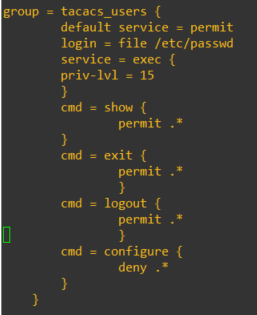 group = tacacs_users {
default service = permit
login = file /etc/passwd
service = exec {
priv-lvl = 15
}
cmd = show {
permit .*
}
cmd = exit {
permit .*
}
cmd = logout {
permit .*
}
cmd = configure {
deny .*
}
}